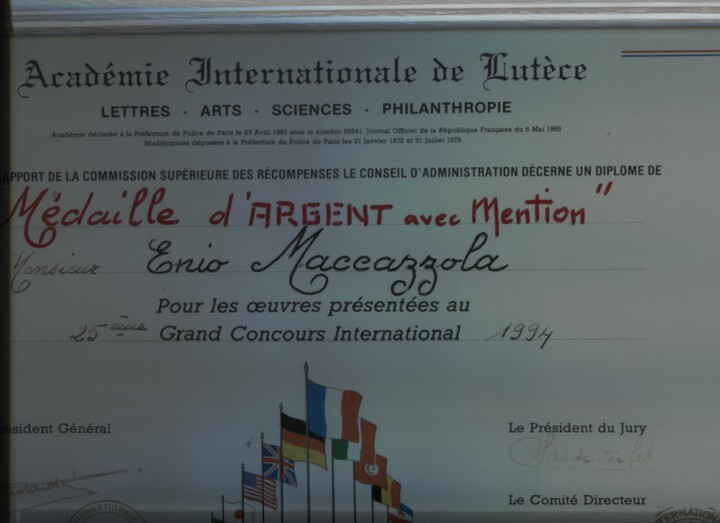 Académie Internationale de Lutèce
LETTRES - ARTS - SCIENCES - PHILANTHROPIE
Académie déclarée à la Préfecture de Police de Paris le 22 Avril 1965 sous le numéro 65341. Journal Officiel de la République Française du 6 Mai 1965
Modifications déposées à la Préfecture de Police de Paris les 21 Janvier 1972 et 31 Juillet 1979.
APPORT DE LA COMMISSION SUPÉRIEURE DES RÉCOMPENSES LE CONSEIL D'ADMINISTRATION DÉCERNE UN DIPLOME DE
Médaille d'ARGENT avec Mention"
Monsieur Enio Maccazzola
Pour les œuvres présentées au
25ème Grand Concours International 1994
ésident Général
Le Président du Jury
Le Comité Directeur
INTERNATIONAL
INTERNATION